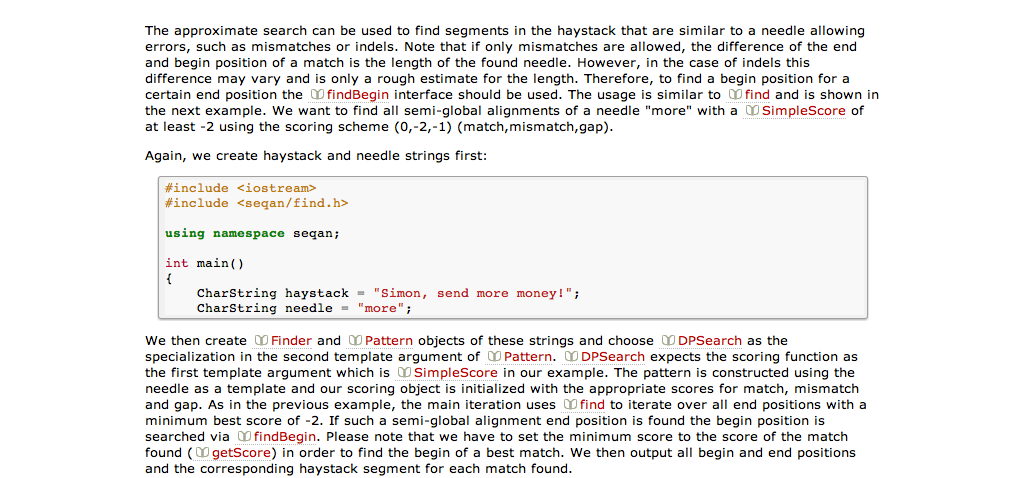 The approximate search can be used to find segments in the haystack that are similar to a needle allowing
errors, such as mismatches or indels. Note that if only mismatches are allowed, the difference of the end
and begin position of a match is the length of the found needle. However, in the case of indels this
difference may vary and is only a rough estimate for the length. Therefore, to find a begin position for a
certain end position the findBegin interface should be used. The usage is similar to find and is shown in
the next example. We want to find all semi-global alignments of a needle "more" with a SimpleScore of
at least -2 using the scoring scheme (0,-2,-1) (match,mismatch,gap).
Again, we create haystack and needle strings first:
#include <iostream>
#include <seqan/find.h>
using namespace seqan;
int main()
{
CharString haystack = "Simon, send more money!";
CharString needle = "more";
We then create Finder and Pattern objects of these strings and choose DPSearch as the
specialization in the second template argument of Pattern. DPSearch expects the scoring function as
the first template argument which is SimpleScore in our example. The pattern is constructed using the
needle as a template and our scoring object is initialized with the appropriate scores for match, mismatch
and gap. As in the previous example, the main iteration uses find to iterate over all end positions with a
minimum best score of -2. If such a semi-global alignment end position is found the begin position is
searched via findBegin. Please note that we have to set the minimum score to the score of the match
found ( getScore) in order to find the begin of a best match. We then output all begin and end positions
and the corresponding haystack segment for each match found.